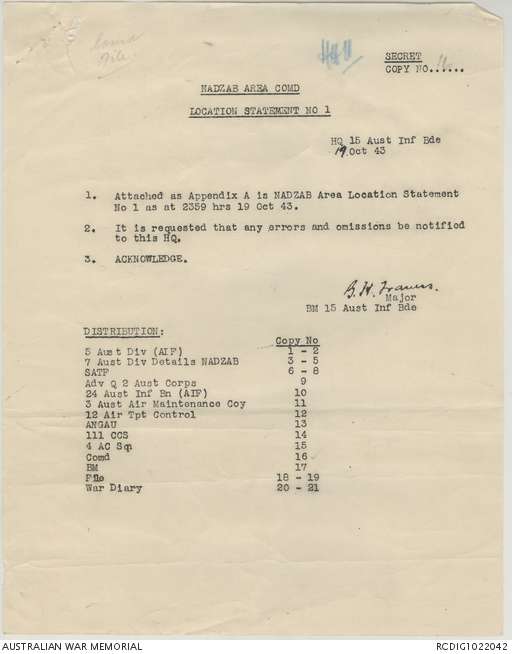 Comd
File
SECRET
COPY NO...16...
NADZAB AREA COMD
LOCATION STATEMENT NO 1
HQ 15 Aust Inf Bde
19 Oct 43
1. Attached as Appendix A is NADZAB Area Location Statement
No 1 as at 2359 hrs 19 Oct 43.
2. It is requested that any errors and omissions be notified
to this HQ.
3. ACKNOWLEDGE.
B.H. Travers.
Major
BM 15 Aust Inf Bde
DISTRIBUTION:
Copy No
5 Aust Div (AIF) 1 - 2
7 Aust Div Details NADZAB 3 - 5
SATF 6 - 8
Adv Q 2 Aust Corps 9
24 Aust Inf Bn (AIF) 10
3 Aust Air Maintenance Coy 11
12 Air Tpt Control 12
ANGAU 13
111 CCS 14
4 AC Sqn 15
Comd 16
BM 17
File 18 - 19
War Diary 20 - 21
AUSTRALIAN WAR MEMORIAL
RCDIG1022042